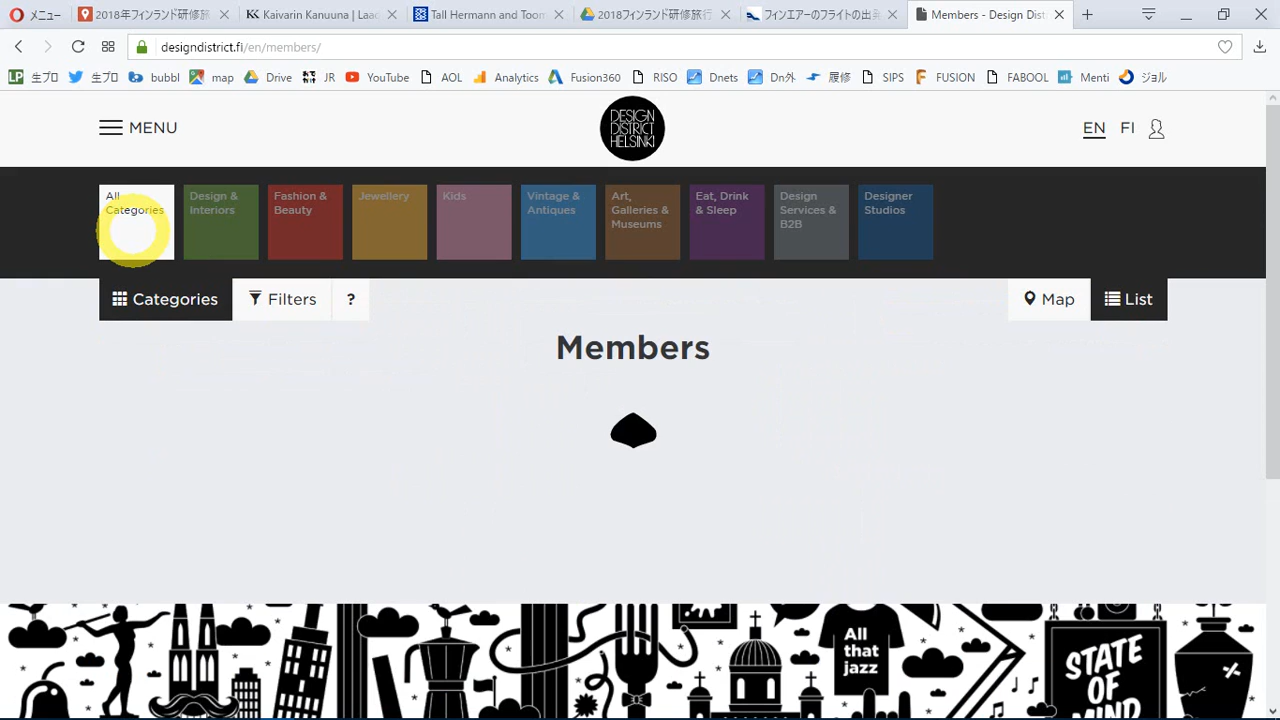 メニュー
2018年フィンランド研修旅
Kaivarin Kanuuna | Laad
Tall Hermann and Toom
2018フィンランド研修旅行
フィンエアーのフライトの出発
Members - Design Dist
designdistrict.fi/en/members/
生プロ
生プロ
bubbl
map
Drive
JR
YouTube
AOL
Analytics
Fusion360
RISO
Dnets
Dn外
履修
SIPS
FUSION
FABOOL
Menti
ジョル
MENU
DESIGN
DISTRICT
HELSINKI
EN
FI
All
Categories
Design &
Interiors
Fashion &
Beauty
Jewellery
Kids
Vintage &
Antiques
Art,
Galleries &
Museums
Eat, Drink
& Sleep
Design
Services &
B2B
Designer
Studios
Categories
Filters
?
Map
List
Members
All
that
jazz
STATE
OF
MIND